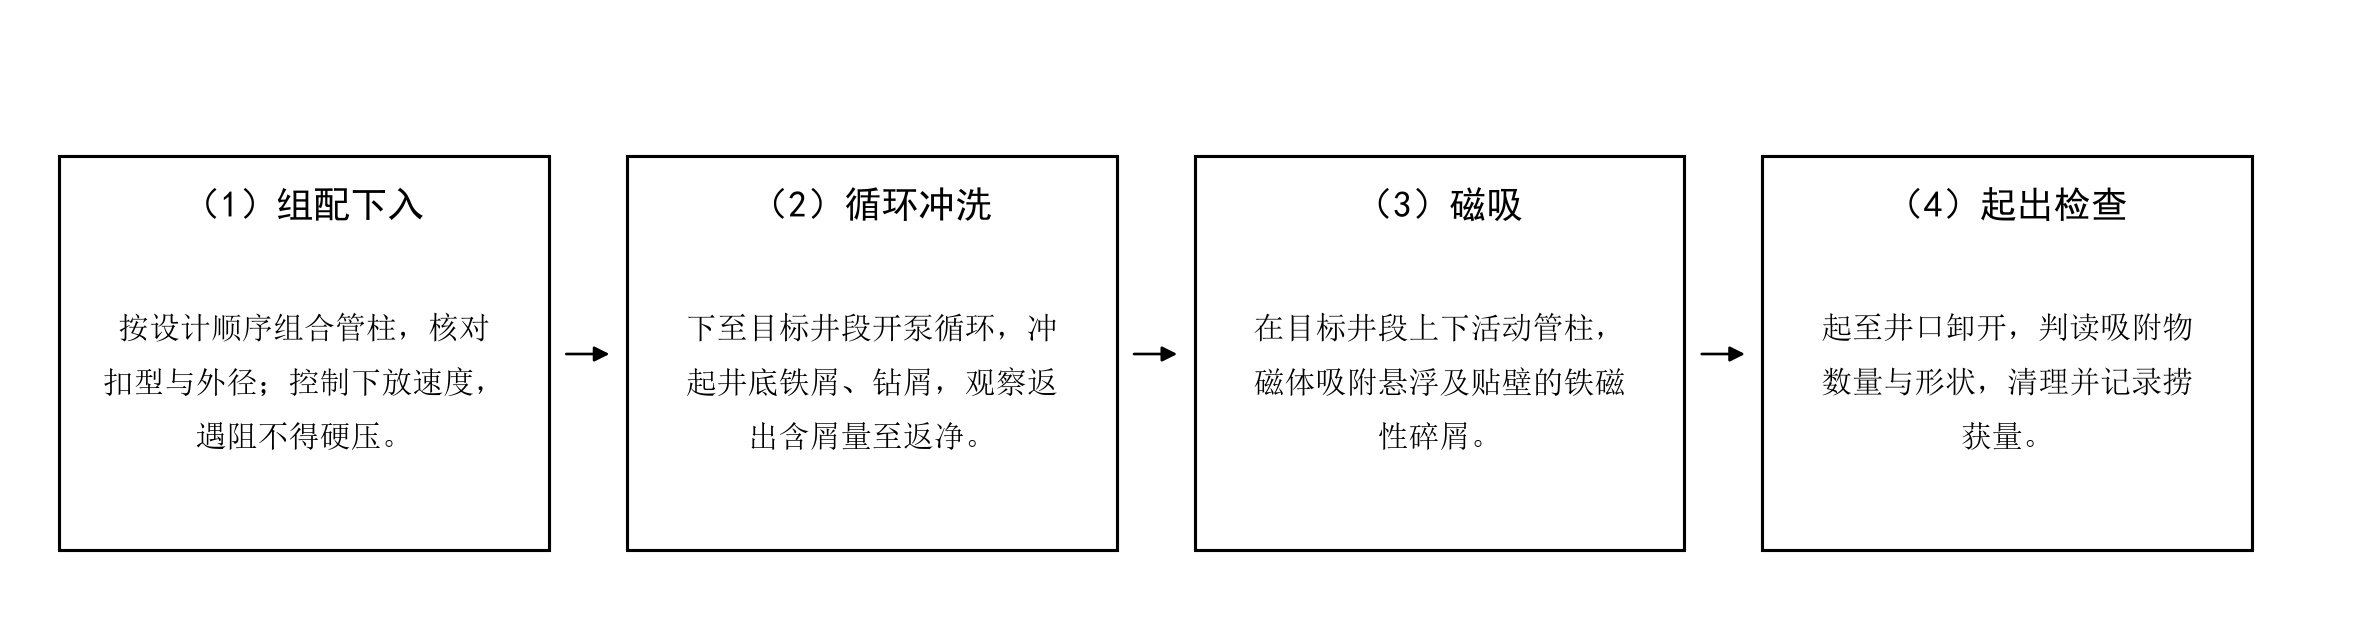 （1）组配下入
按设计顺序组合管柱，核对
扣型与外径；控制下放速度，
遇阻不得硬压。
（2）循环冲洗
下至目标井段开泵循环，冲
起井底铁屑、钻屑，观察返
出含屑量至返净。
（3）磁吸
在目标井段上下活动管柱，
磁体吸附悬浮及贴壁的铁磁
性碎屑。
（4）起出检查
起至井口卸开，判读吸附物
数量与形状，清理并记录捞
获量。